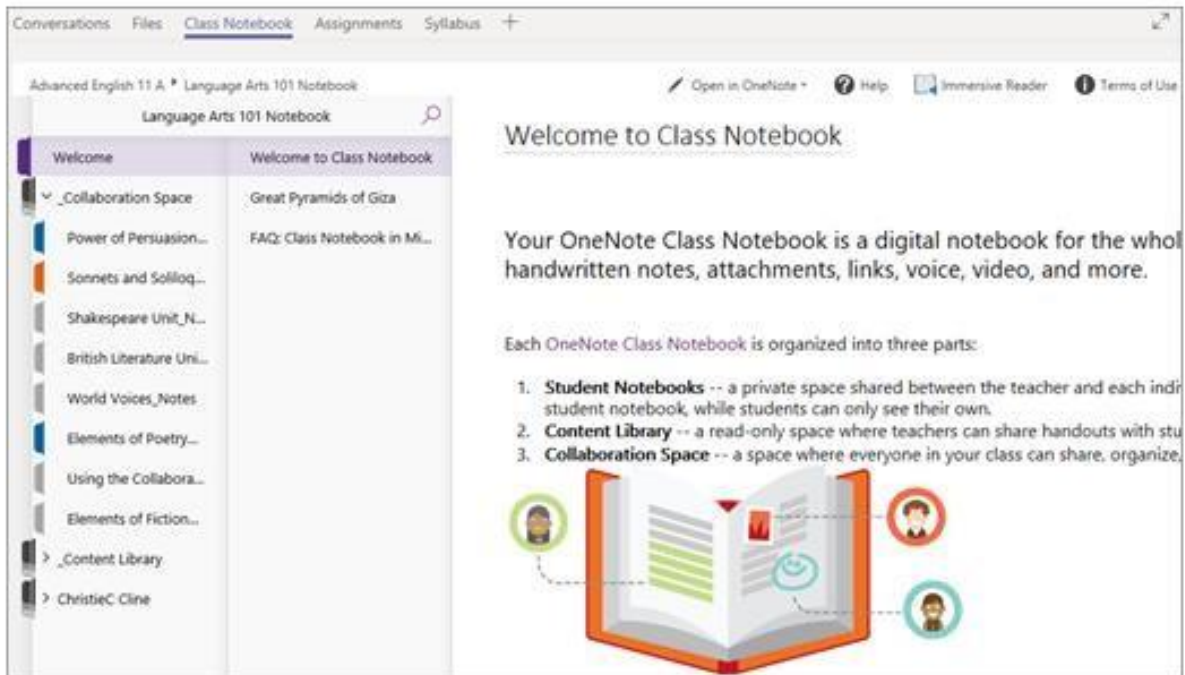 Conversations Files Class Notebook Assignments Syllabus +
Advanced English 11 A ▸ Language Arts 101 Notebook
Open in OneNote Help Immersive Reader Terms of Use
Language Arts 101 Notebook
Welcome
_Collaboration Space
Power of Persuasion...
Sonnets and Soliloq...
Shakespeare Unit_N...
British Literature Uni...
World Voices_Notes
Elements of Poetry...
Using the Collabora...
Elements of Fiction...
_Content Library
ChristieC Cline
Welcome to Class Notebook
Great Pyramids of Giza
FAQ: Class Notebook in Mi...
Welcome to Class Notebook
Your OneNote Class Notebook is a digital notebook for the whol
handwritten notes, attachments, links, voice, video, and more.
Each OneNote Class Notebook is organized into three parts:
1. Student Notebooks -- a private space shared between the teacher and each indi
student notebook, while students can only see their own.
2. Content Library -- a read-only space where teachers can share handouts with stu
3. Collaboration Space -- a space where everyone in your class can share, organize,